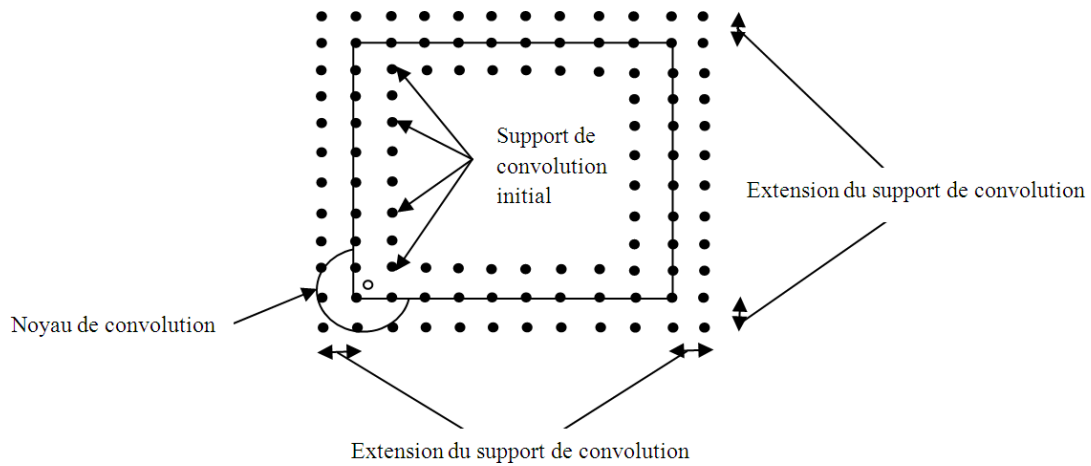 Support de
convolution
initial
Extension du support de convolution
Noyau de convolution
Extension du support de convolution